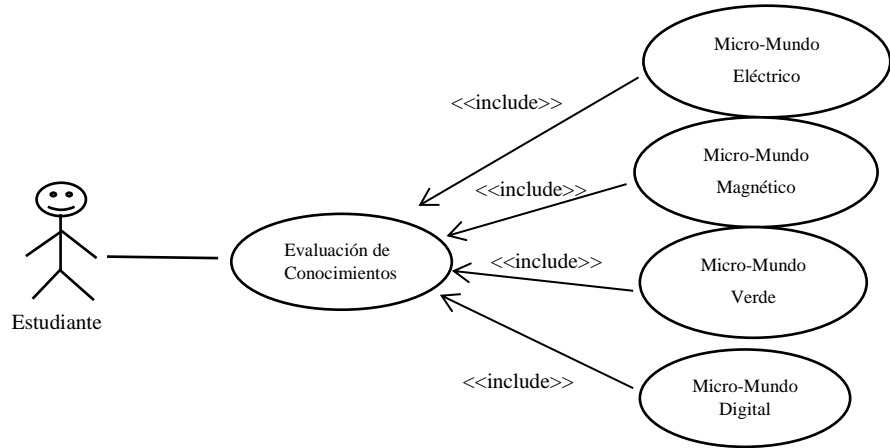 Micro-Mundo
Eléctrico
<<include>>
Micro-Mundo
Magnético
<<include>>
Evaluación de
Conocimientos
<<include>>
Micro-Mundo
Verde
Estudiante
<<include>>
Micro-Mundo
Digital